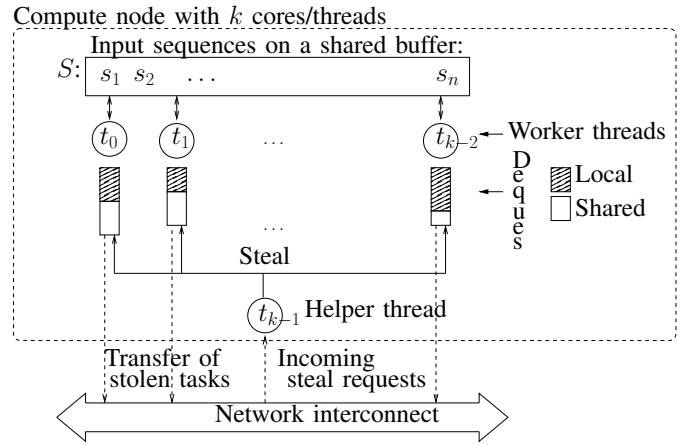 Compute node with k cores/threads
Input sequences on a shared buffer:
S: s₁ s₂ ... sₙ
t₀ t₁ ... tₖ₋₂ Worker threads
Deques
Local
Shared
...
Steal
tₖ₋₁ Helper thread
Transfer of stolen tasks
Incoming steal requests
Network interconnect